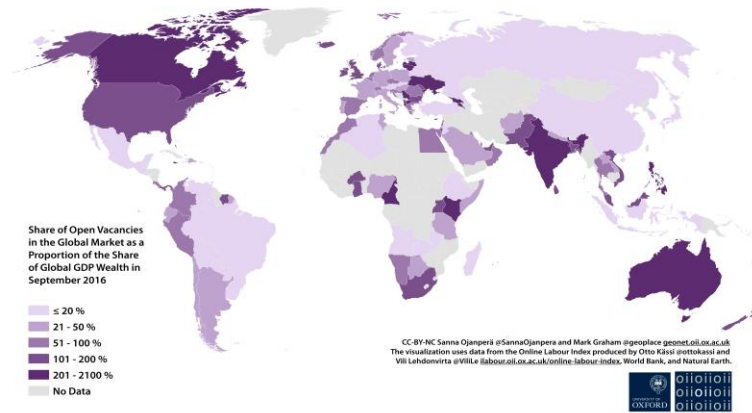 Share of Open Vacancies
in the Global Market as a
Proportion of the Share
of Global GDP Wealth in
September 2016
≤ 20 %
21 - 50 %
51 - 100 %
101 - 200 %
201 - 2100 %
No Data
CC-BY-NC Sanna Ojanperä @SannaOjanpera and Mark Graham @geoplace geonet.oii.ox.ac.uk
The visualization uses data from the Online Labour Index produced by Otto Kässi @ottokassi and
Vili Lehdonvirta @ViliLe ilabour.oii.ox.ac.uk/online-labour-index, World Bank, and Natural Earth.
UNIVERSITY OF
OXFORD
oiioiioii
oiioiioii
oiioiioii